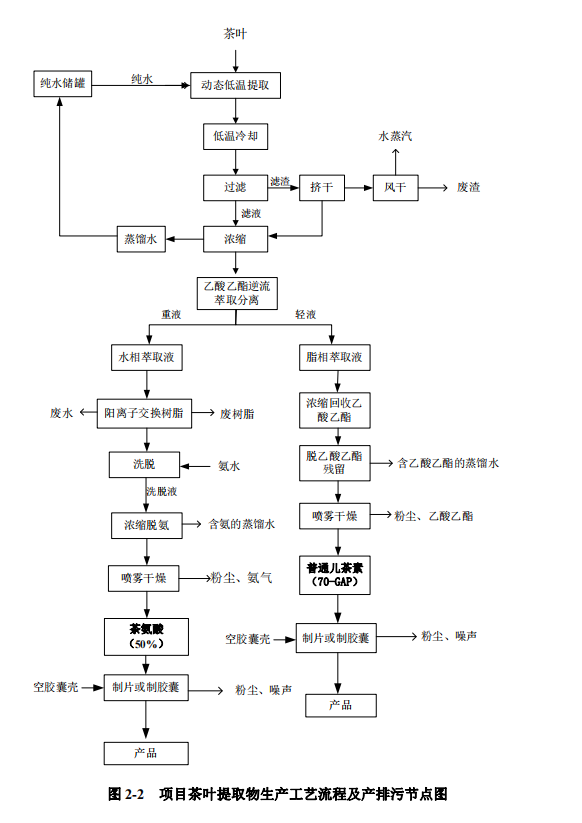 茶叶
纯水储罐
纯水
动态低温提取
低温冷却
水蒸汽
过滤
滤渣
挤干
风干
废渣
滤液
蒸馏水
浓缩
乙酸乙酯逆流
萃取分离
重液
轻液
水相萃取液
脂相萃取液
废水
阳离子交换树脂
废树脂
浓缩回收乙
酸乙酯
洗脱
氨水
脱乙酸乙酯
残留
含乙酸乙酯的蒸馏水
洗脱液
浓缩脱氨
含氨的蒸馏水
喷雾干燥
粉尘、乙酸乙酯
喷雾干燥
粉尘、氨气
普通儿茶素
（70-GAP）
茶氨酸
（50%）
空胶囊壳
制片或制胶囊
粉尘、噪声
空胶囊壳
制片或制胶囊
粉尘、噪声
产品
产品
图 2-2 项目茶叶提取物生产工艺流程及产排污节点图